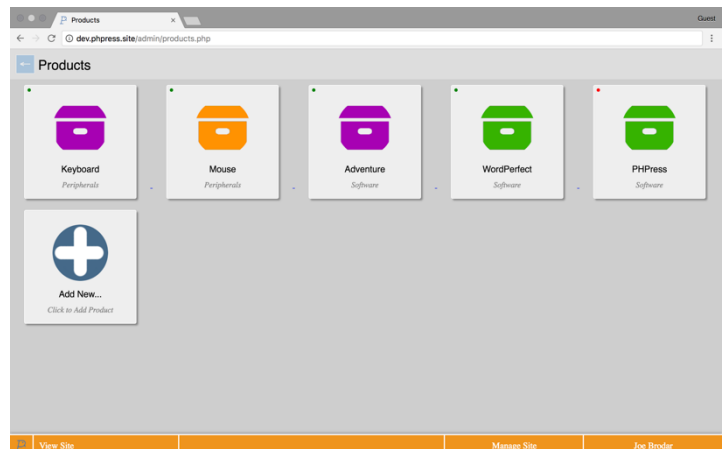 Products
Guest
dev.phpress.site/admin/products.php
Products
Keyboard
Peripherals
Mouse
Peripherals
Adventure
Software
WordPerfect
Software
PHPress
Software
Add New...
Click to Add Product
View Site
Manage Site
Joe Brodar